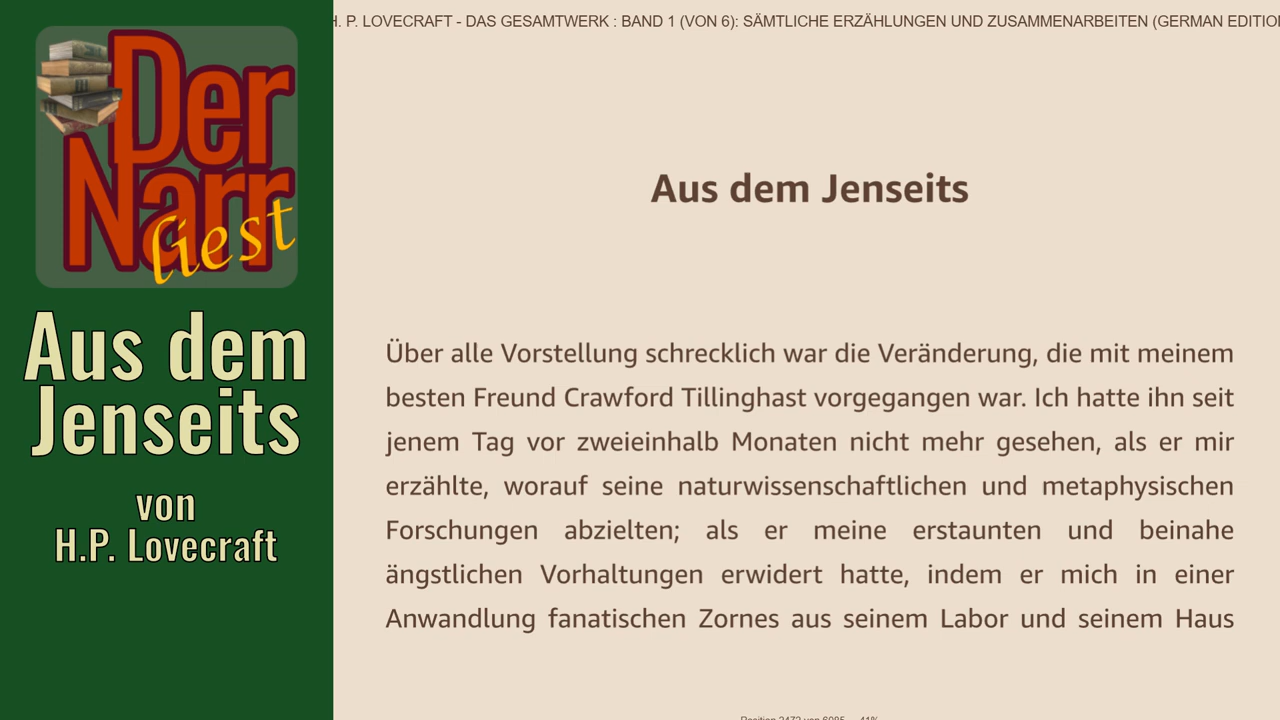 Der
Narr
liest
Aus dem
Jenseits
von
H.P. Lovecraft
H. P. LOVECRAFT - DAS GESAMTWERK : BAND 1 (VON 6): SÄMTLICHE ERZÄHLUNGEN UND ZUSAMMENARBEITEN (GERMAN EDITION
Aus dem Jenseits
Über alle Vorstellung schrecklich war die Veränderung, die mit meinem
besten Freund Crawford Tillinghast vorgegangen war. Ich hatte ihn seit
jenem Tag vor zweieinhalb Monaten nicht mehr gesehen, als er mir
erzählte, worauf seine naturwissenschaftlichen und metaphysischen
Forschungen abzielten; als er meine erstaunten und beinahe
ängstlichen Vorhaltungen erwidert hatte, indem er mich in einer
Anwandlung fanatischen Zornes aus seinem Labor und seinem Haus